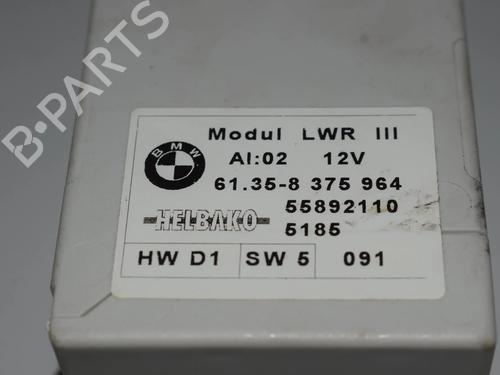 B-PARTS
BMW
Modul LWR III
AI:02 12V
61.35-8 375 964
55892110
HELBAKO 5185
HW D1 SW 5 091